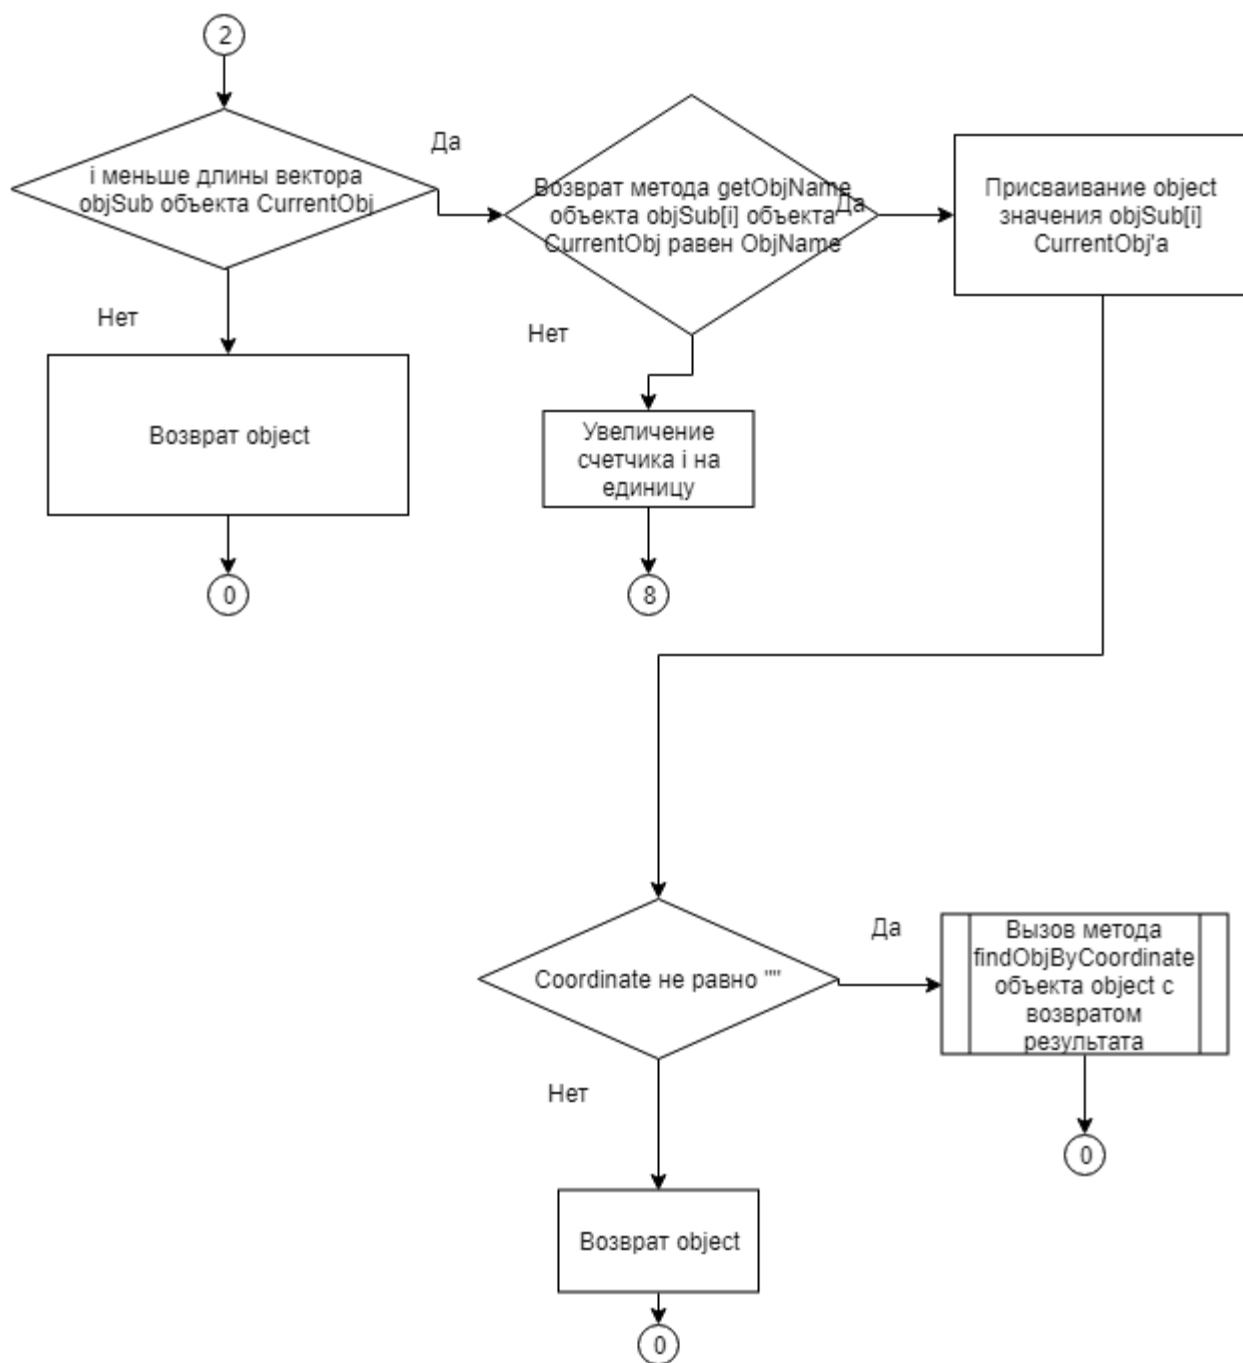 2
Да
i меньше длины вектора
objSub объекта CurrentObj
Возврат метода getObjName
объекта objSub[i] объекта
CurrentObj равен ObjName
Да
Присваивание object
значения objSub[i]
CurrentObj'а
Нет
Нет
Возврат object
Увеличение
счетчика i на
единицу
0
8
Coordinate не равно ""
Да
Вызов метода
findObjByCoordinate
объекта object с
возвратом
результата
Нет
0
Возврат object
0